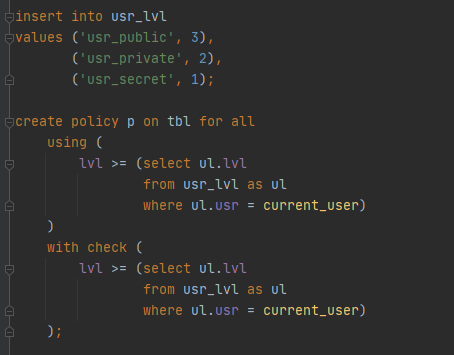 insert into usr_lvl
values ('usr_public', 3),
       ('usr_private', 2),
       ('usr_secret', 1);

create policy p on tbl for all
    using (
        lvl >= (select ul.lvl
                from usr_lvl as ul
                where ul.usr = current_user)
    )
    with check (
        lvl >= (select ul.lvl
                from usr_lvl as ul
                where ul.usr = current_user)
    );